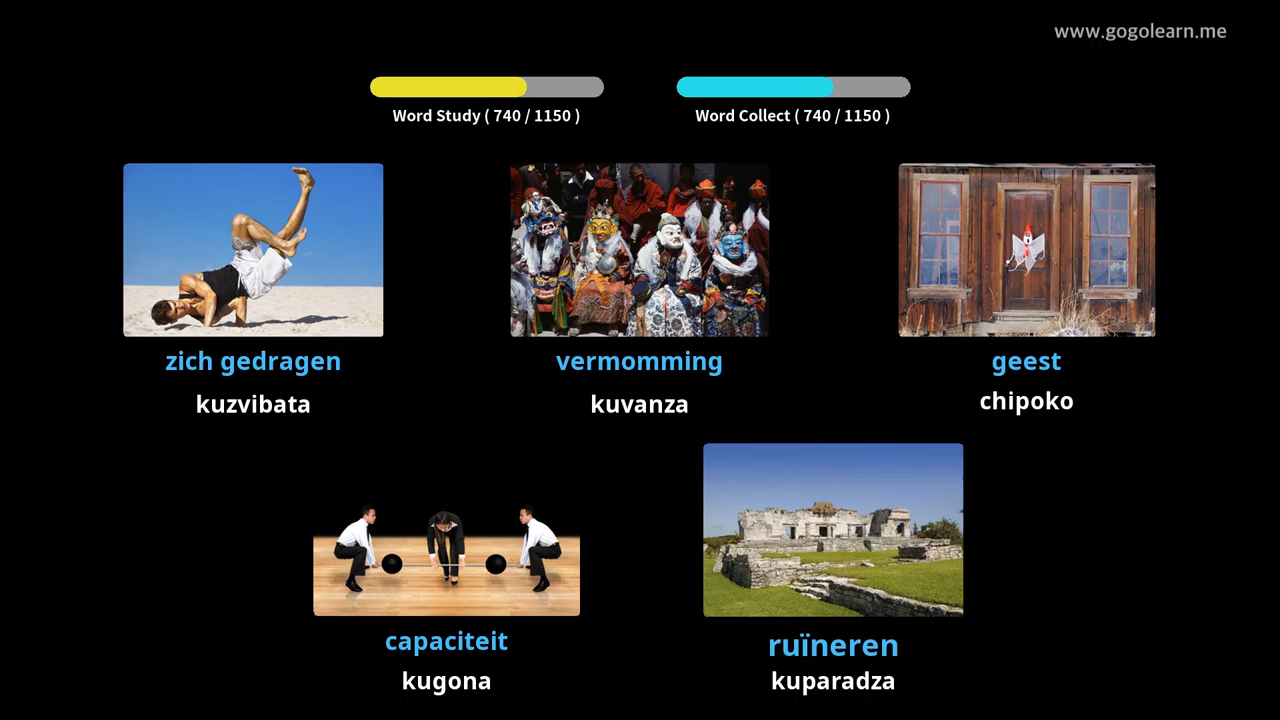 www.gogolearn.me
Word Study ( 740 / 1150 )
Word Collect ( 740 / 1150 )
zich gedragen
kuzvibata
vermomming
kuvanza
geest
chipoko
capaciteit
kugona
ruïneren
kuparadza